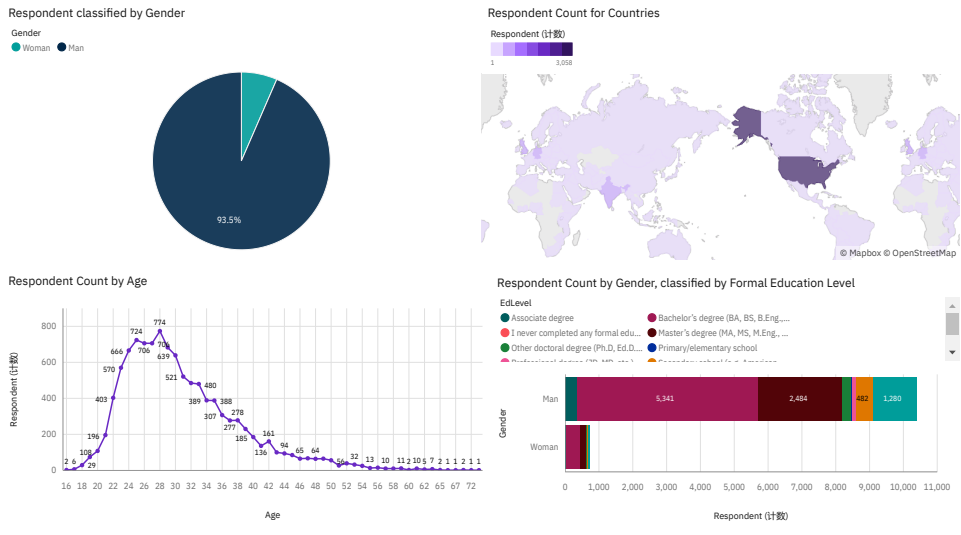 Respondent classified by Gender
Gender
Woman Man
93.5%
Respondent Count for Countries
Respondent (计数)
1 3,058
© Mapbox © OpenStreetMap
Respondent Count by Age
Respondent (计数)
800
600
400
200
0
2 6 29 108 196 403 570 666 724 706 774 706 639 521 389 480 307 388 277 278 185 136 161 94 65 64 56 32 13 10 11 2 10 5 7 2 1 1 2 1 1
16 18 20 22 24 26 28 30 32 34 36 38 40 42 44 46 48 50 52 54 56 58 60 62 65 67 72
Age
Respondent Count by Gender, classified by Formal Education Level
EdLevel
Associate degree Bachelor's degree (BA, BS, B.Eng.,...
I never completed any formal edu... Master's degree (MA, MS, M.Eng., ...
Other doctoral degree (Ph.D, Ed.D.... Primary/elementary school
Gender
Man 5,341 2,484 482 1,280
Woman
0 1,000 2,000 3,000 4,000 5,000 6,000 7,000 8,000 9,000 10,000 11,000
Respondent (计数)